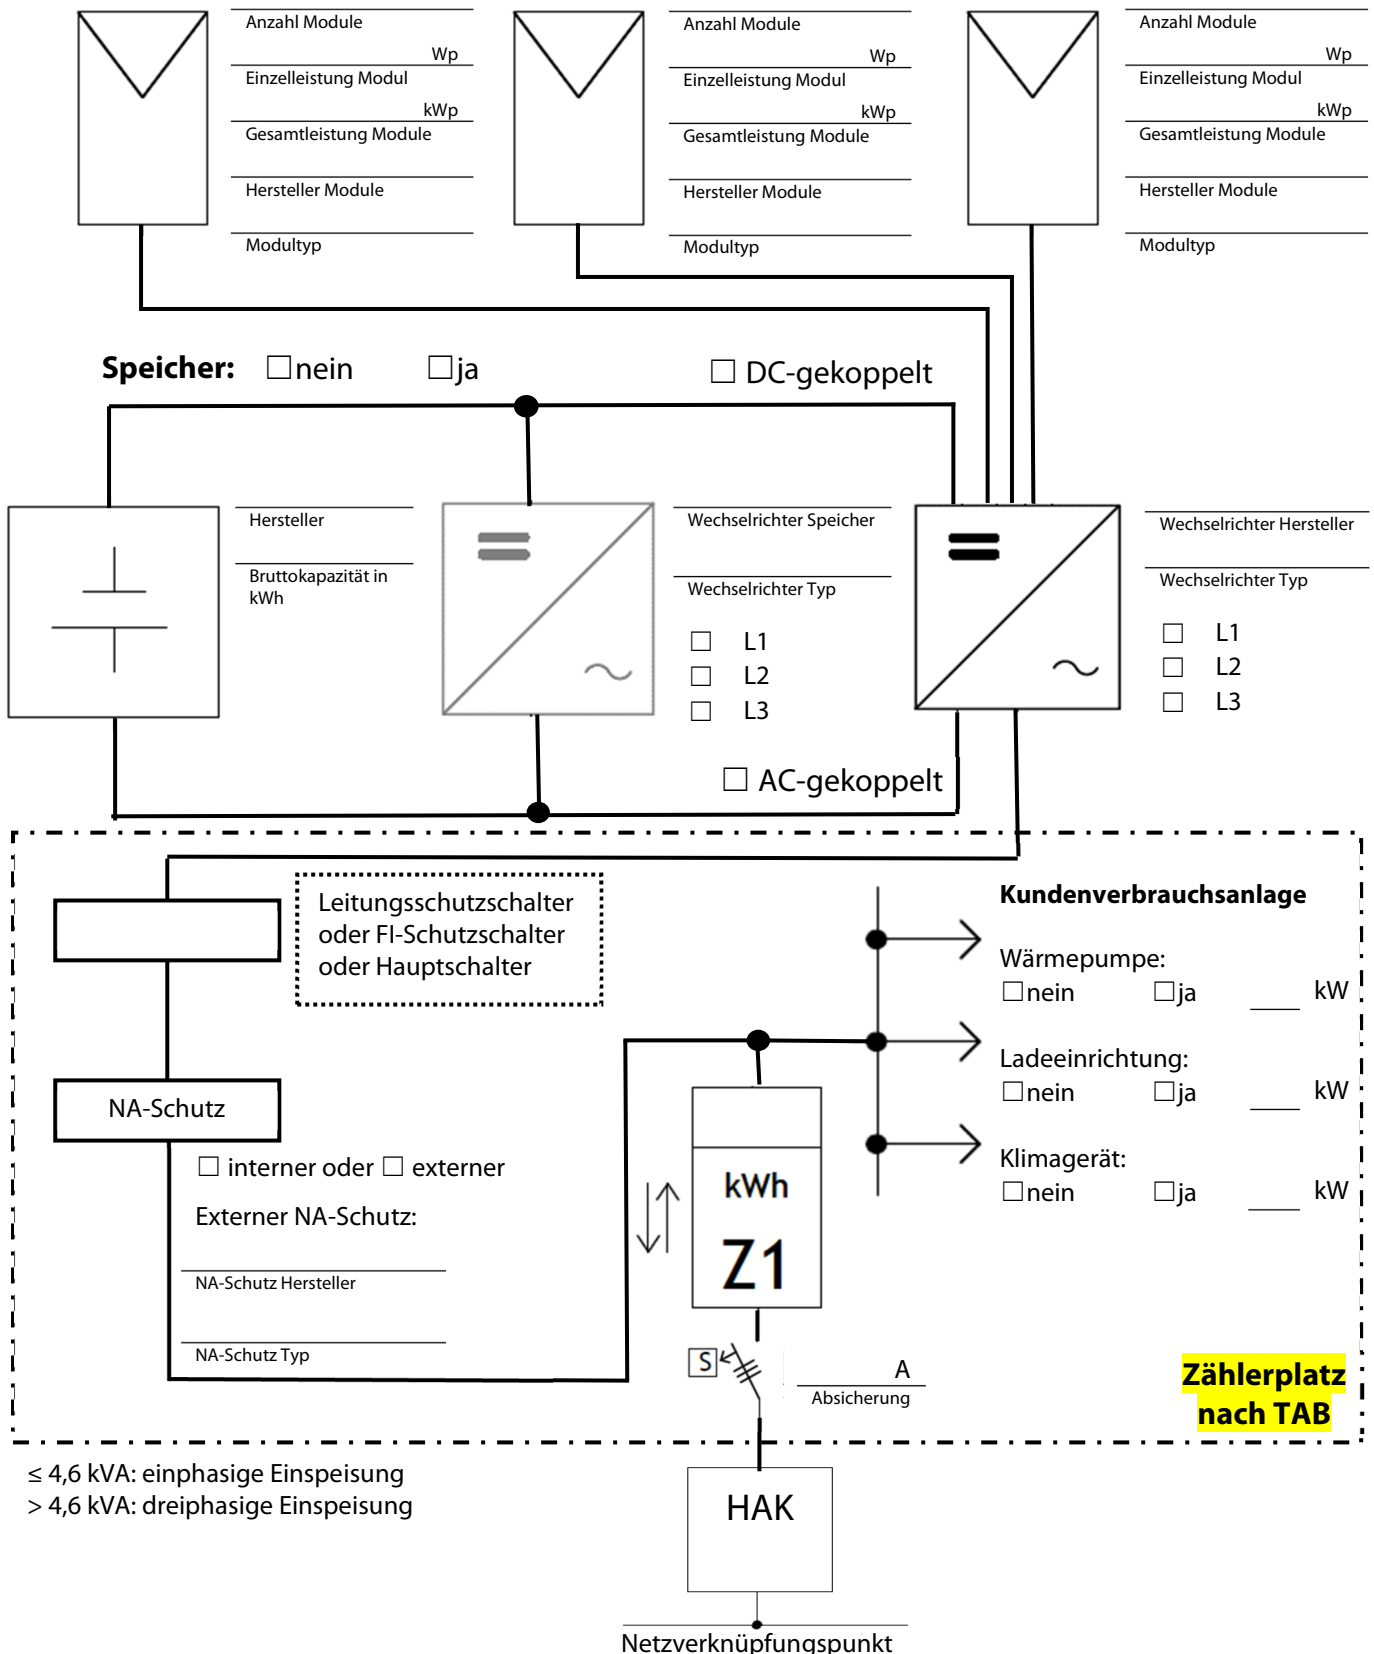 Anzahl Module
Wp
Einzelleistung Modul
kWp
Gesamtleistung Module
Hersteller Module
Modultyp
Anzahl Module
Wp
Einzelleistung Modul
kWp
Gesamtleistung Module
Hersteller Module
Modultyp
Anzahl Module
Wp
Einzelleistung Modul
kWp
Gesamtleistung Module
Hersteller Module
Modultyp
Speicher: ☐ nein ☐ ja ☐ DC-gekoppelt
Hersteller
Bruttokapazität in
kWh
Wechselrichter Speicher
Wechselrichter Typ
☐ L1
☐ L2
☐ L3
Wechselrichter Hersteller
Wechselrichter Typ
☐ L1
☐ L2
☐ L3
☐ AC-gekoppelt
Leitungsschutzschalter
oder FI-Schutzschalter
oder Hauptschalter
NA-Schutz
☐ interner oder ☐ externer
Externer NA-Schutz:
NA-Schutz Hersteller
NA-Schutz Typ
kWh
Z1
S
A
Absicherung
Kundenverbrauchsanlage
Wärmepumpe:
☐ nein ☐ ja ___ kW
Ladeeinrichtung:
☐ nein ☐ ja ___ kW
Klimagerät:
☐ nein ☐ ja ___ kW
Zählerplatz
nach TAB
≤ 4,6 kVA: einphasige Einspeisung
> 4,6 kVA: dreiphasige Einspeisung
HAK
Netzverknüpfungspunkt